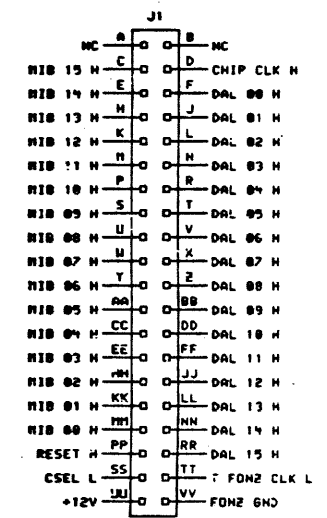 J1
NC A B NC
MIB 15 H C D CHIP CLK H
MIB 14 H E F DAL 00 H
MIB 13 H H J DAL 01 H
MIB 12 H K L DAL 02 H
MIB 11 H M N DAL 03 H
MIB 10 H P R DAL 04 H
MIB 09 H S T DAL 05 H
MIB 08 H U V DAL 06 H
MIB 07 H W X DAL 07 H
MIB 06 H Y Z DAL 08 H
MIB 05 H AA BB DAL 09 H
MIB 04 H CC DD DAL 10 H
MIB 03 H EE FF DAL 11 H
MIB 02 H HH JJ DAL 12 H
MIB 01 H KK LL DAL 13 H
MIB 00 H MM NN DAL 14 H
RESET H PP RR DAL 15 H
CSEL L SS TT FONZ CLK L
+12V UU VV FONZ GND